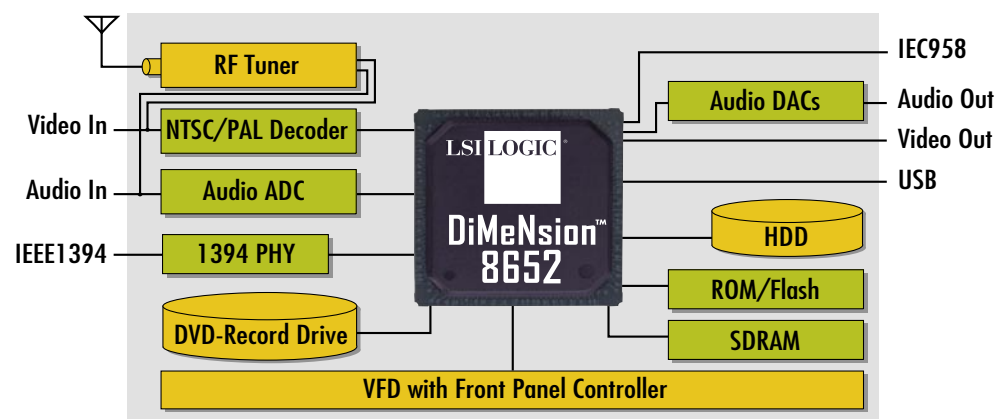 RF Tuner
IEC958
Audio DACs
Audio Out
Video In
NTSC/PAL Decoder
Video Out
LSI LOGIC®
Audio In
Audio ADC
USB
DiMeNsion™
8652
HDD
IEEE1394
1394 PHY
ROM/Flash
DVD-Record Drive
SDRAM
VFD with Front Panel Controller